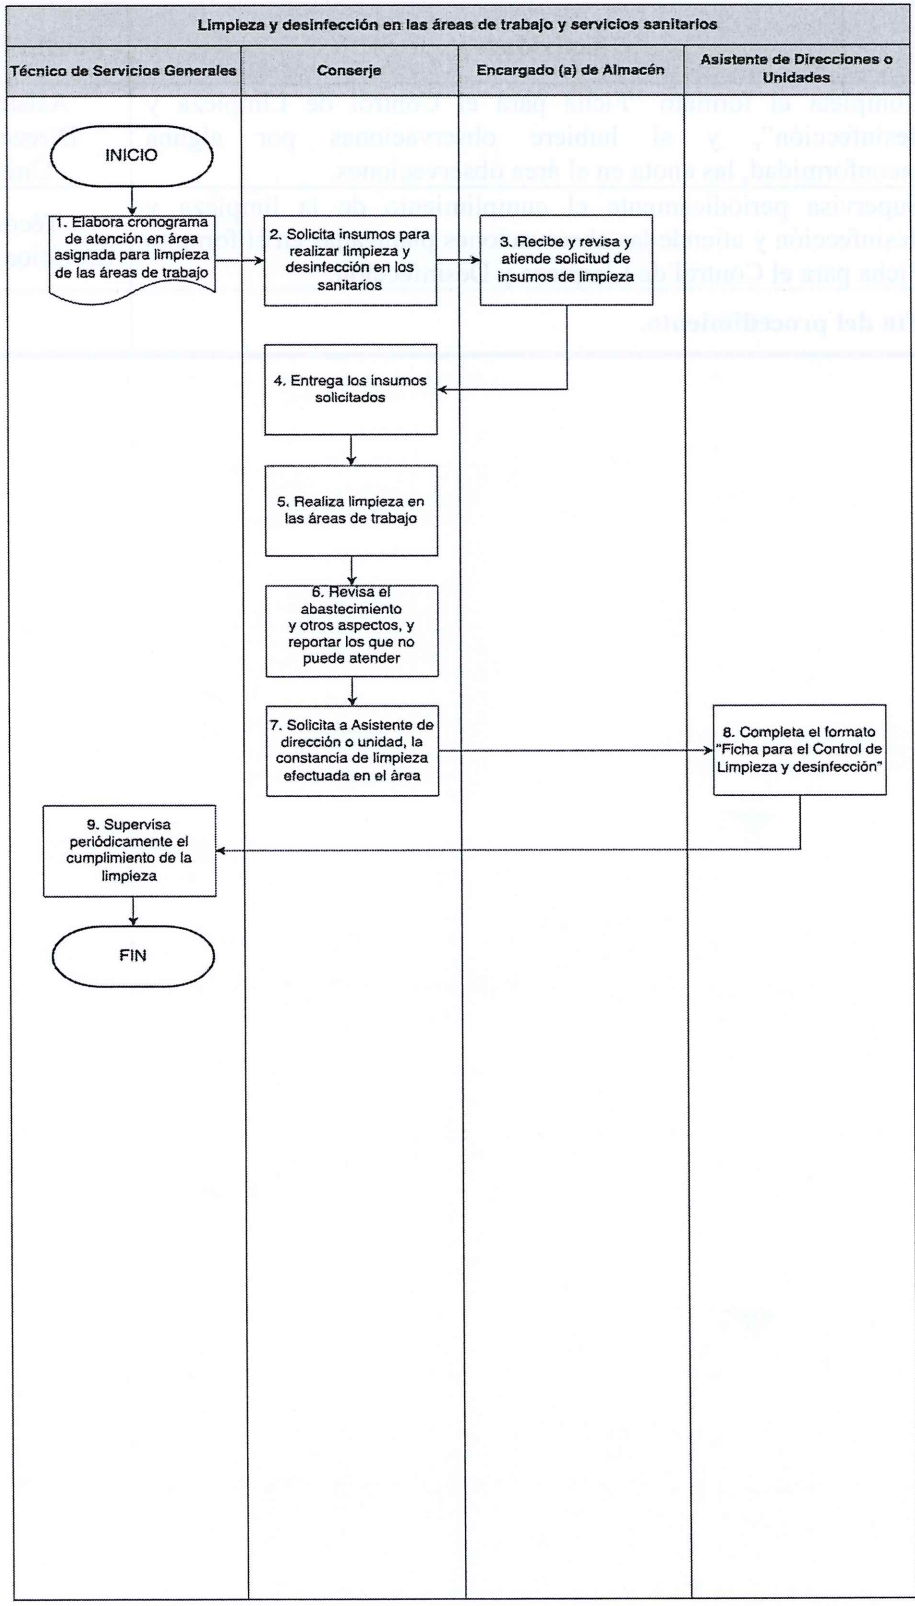 Limpieza y desinfección en las áreas de trabajo y servicios sanitarios
Técnico de Servicios Generales
Conserje
Encargado (a) de Almacén
Asistente de Direcciones o
Unidades
INICIO
1. Elabora cronográma
de atención en área
asignada para limpieza
de las áreas de trabajo
2. Solicita insumos para
realizar limpieza y
desinfección en los
sanitarios
3. Recibe y revisa y
atiende solicitud de
insumos de limpieza
4. Entrega los insumos
solicitados
5. Realiza limpieza en
las áreas de trabajo
6. Revisa el
abastecimiento
y otros aspectos, y
reportar los que no
puede atender
7. Solicita a Asistente de
dirección o unidad, la
constancia de limpieza
efectuada en el área
8. Completa el formato
"Ficha para el Control de
Limpieza y desinfección"
9. Supervisa
periódicamente el
cumplimiento de la
limpieza
FIN